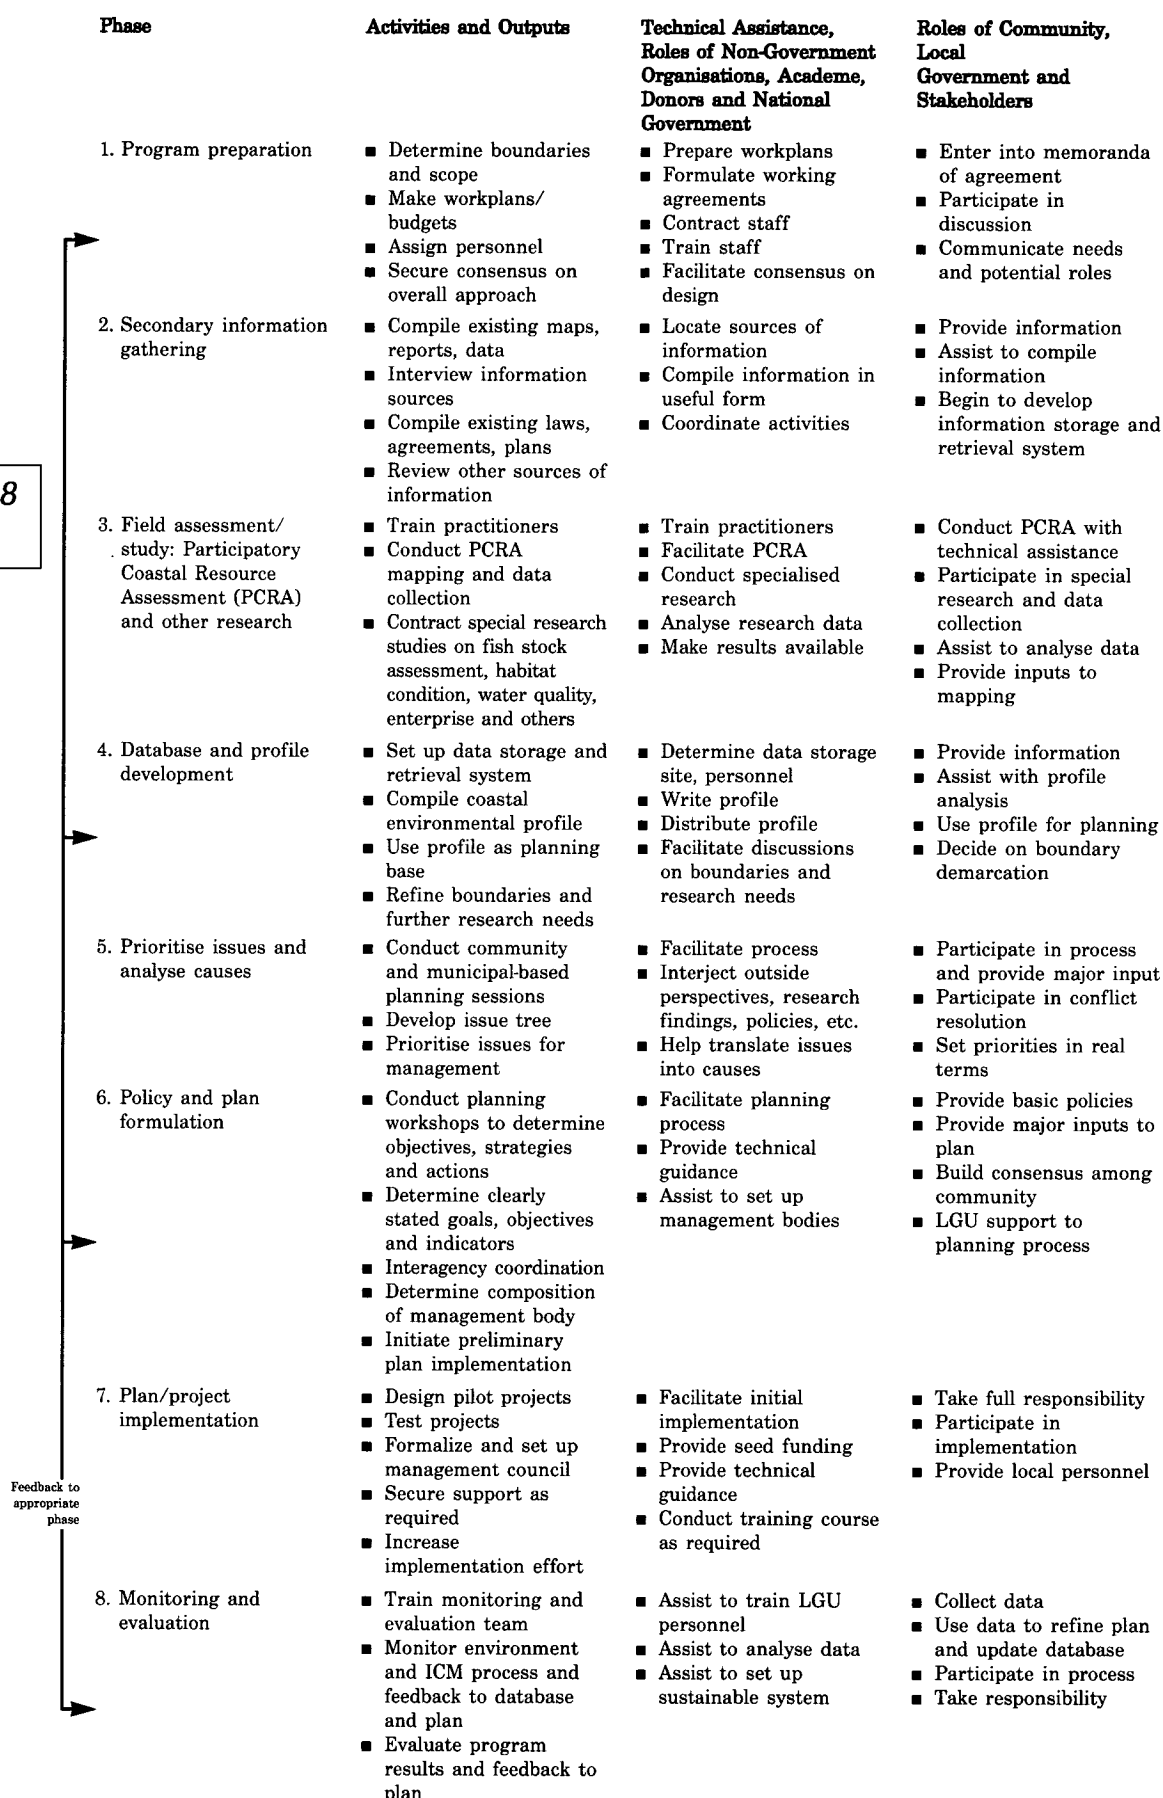 Phase
Activities and Outputs
Technical Assistance,
Roles of Non-Government
Organisations, Academe,
Donors and National
Government
Roles of Community,
Local
Government and
Stakeholders
1. Program preparation
■ Determine boundaries
and scope
■ Make workplans/
budgets
■ Assign personnel
■ Secure consensus on
overall approach
■ Prepare workplans
■ Formulate working
agreements
■ Contract staff
■ Train staff
■ Facilitate consensus on
design
■ Enter into memoranda
of agreement
■ Participate in
discussion
■ Communicate needs
and potential roles
2. Secondary information
gathering
■ Compile existing maps,
reports, data
■ Interview information
sources
■ Compile existing laws,
agreements, plans
■ Review other sources of
information
■ Locate sources of
information
■ Compile information in
useful form
■ Coordinate activities
■ Provide information
■ Assist to compile
information
■ Begin to develop
information storage and
retrieval system
8
3. Field assessment/
study: Participatory
Coastal Resource
Assessment (PCRA)
and other research
■ Train practitioners
■ Conduct PCRA
mapping and data
collection
■ Contract special research
studies on fish stock
assessment, habitat
condition, water quality,
enterprise and others
■ Train practitioners
■ Facilitate PCRA
■ Conduct specialised
research
■ Analyse research data
■ Make results available
■ Conduct PCRA with
technical assistance
■ Participate in special
research and data
collection
■ Assist to analyse data
■ Provide inputs to
mapping
4. Database and profile
development
■ Set up data storage and
retrieval system
■ Compile coastal
environmental profile
■ Use profile as planning
base
■ Refine boundaries and
further research needs
■ Determine data storage
site, personnel
■ Write profile
■ Distribute profile
■ Facilitate discussions
on boundaries and
research needs
■ Provide information
■ Assist with profile
analysis
■ Use profile for planning
■ Decide on boundary
demarcation
5. Prioritise issues and
analyse causes
■ Conduct community
and municipal-based
planning sessions
■ Develop issue tree
■ Prioritise issues for
management
■ Facilitate process
■ Interject outside
perspectives, research
findings, policies, etc.
■ Help translate issues
into causes
■ Participate in process
and provide major input
■ Participate in conflict
resolution
■ Set priorities in real
terms
6. Policy and plan
formulation
■ Conduct planning
workshops to determine
objectives, strategies
and actions
■ Determine clearly
stated goals, objectives
and indicators
■ Interagency coordination
■ Determine composition
of management body
■ Initiate preliminary
plan implementation
■ Facilitate planning
process
■ Provide technical
guidance
■ Assist to set up
management bodies
■ Provide basic policies
■ Provide major inputs to
plan
■ Build consensus among
community
■ LGU support to
planning process
7. Plan/project
implementation
■ Design pilot projects
■ Test projects
■ Formalize and set up
management council
■ Secure support as
required
■ Increase
implementation effort
■ Facilitate initial
implementation
■ Provide seed funding
■ Provide technical
guidance
■ Conduct training course
as required
■ Take full responsibility
■ Participate in
implementation
■ Provide local personnel
Feedback to
appropriate
phase
8. Monitoring and
evaluation
■ Train monitoring and
evaluation team
■ Monitor environment
and ICM process and
feedback to database
and plan
■ Evaluate program
results and feedback to
plan
■ Assist to train LGU
personnel
■ Assist to analyse data
■ Assist to set up
sustainable system
■ Collect data
■ Use data to refine plan
and update database
■ Participate in process
■ Take responsibility